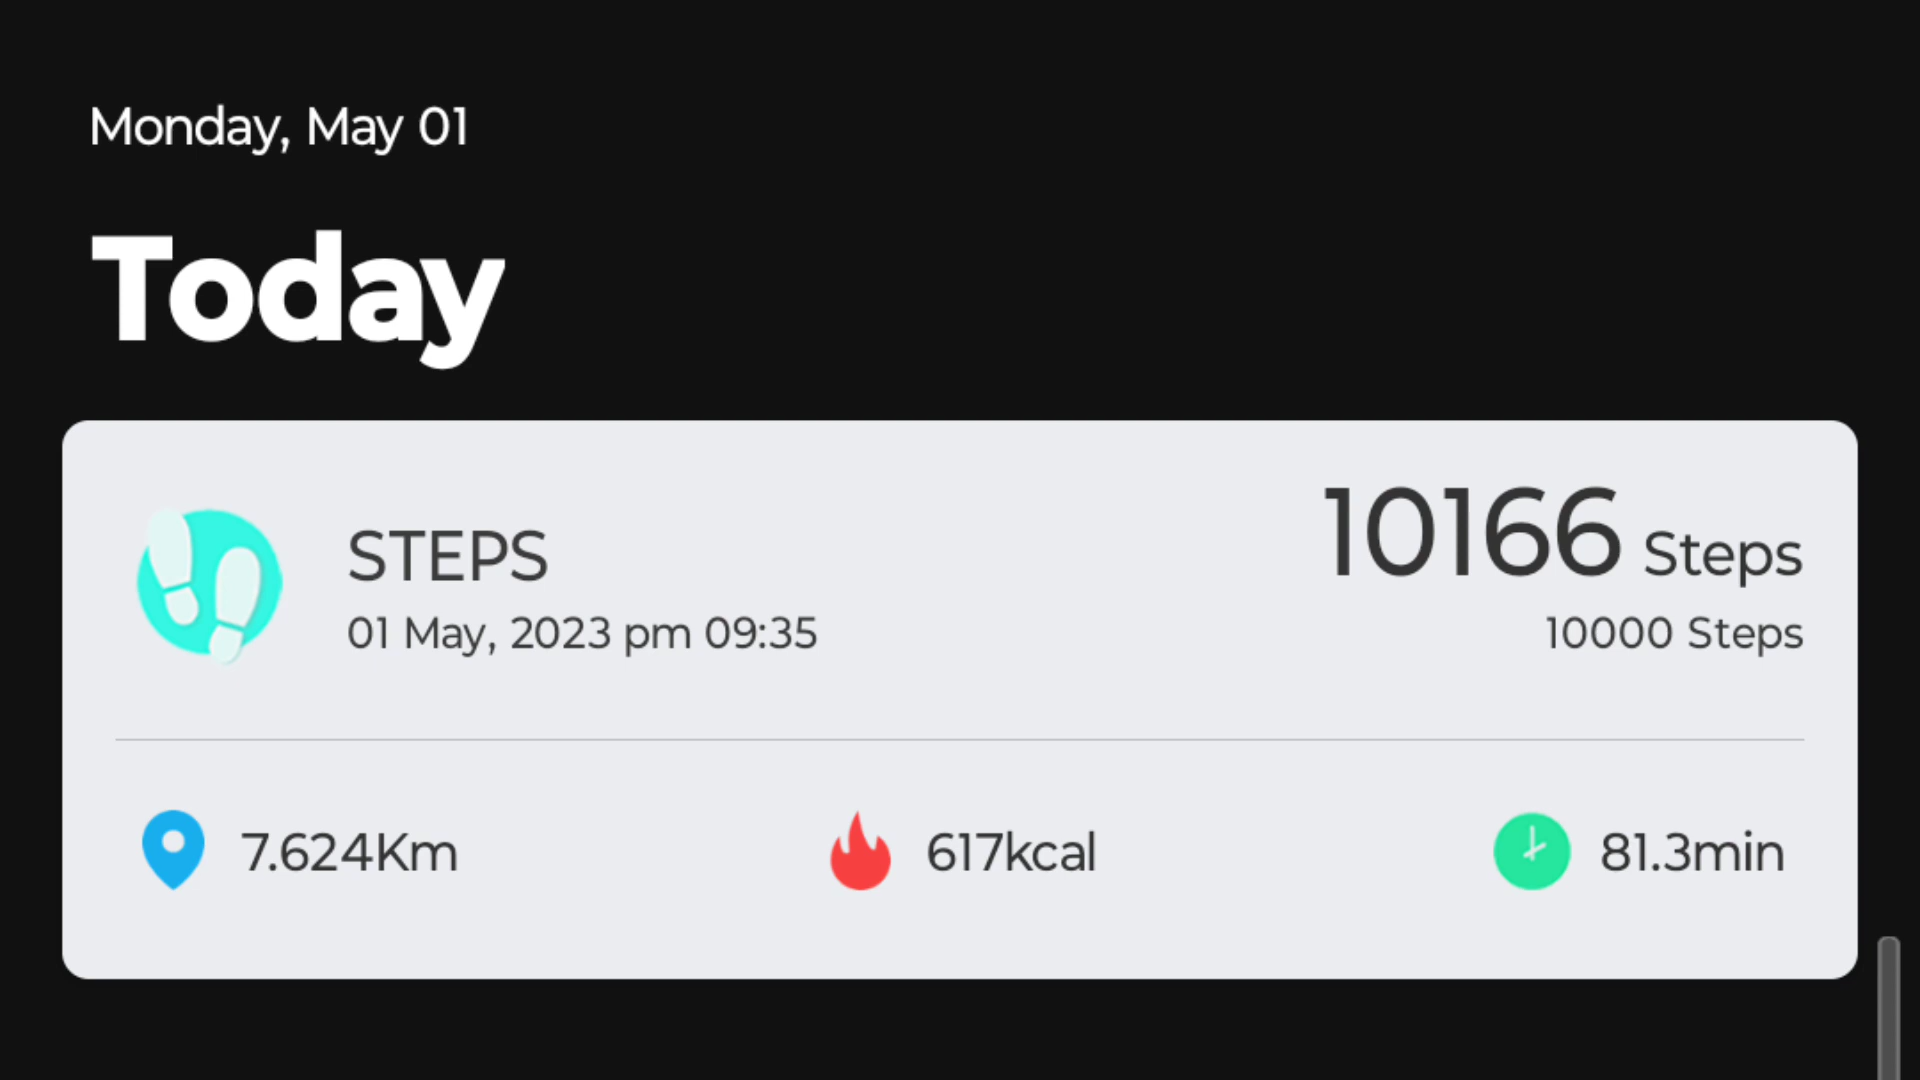 Monday, May 01
Today
STEPS
10166 Steps
01 May, 2023 pm 09:35
10000 Steps
7.624Km
617kcal
81.3min